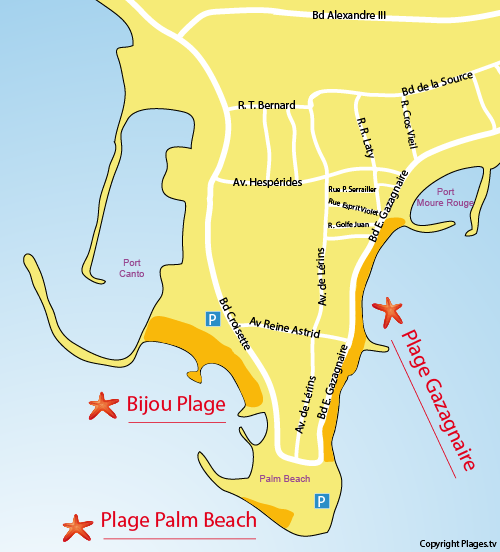 Bd Alexandre III
Bd de la Source
R. T. Bernard
R. Cros Vieil
R. R. Laty
Av. Hespérides
Rue P. Serrailler
Rue Esprit Violet
R. Golfe Juan
Bd E. Gazagnaire
Port
Moure Rouge
Port
Canto
Av. de Lérins
Bd Croisette
P
Av Reine Astrid
Plage Gazagnaire
Bd E. Gazagnaire
Av. de Lérins
Bijou Plage
Palm Beach
P
Plage Palm Beach
Copyright Plages.tv